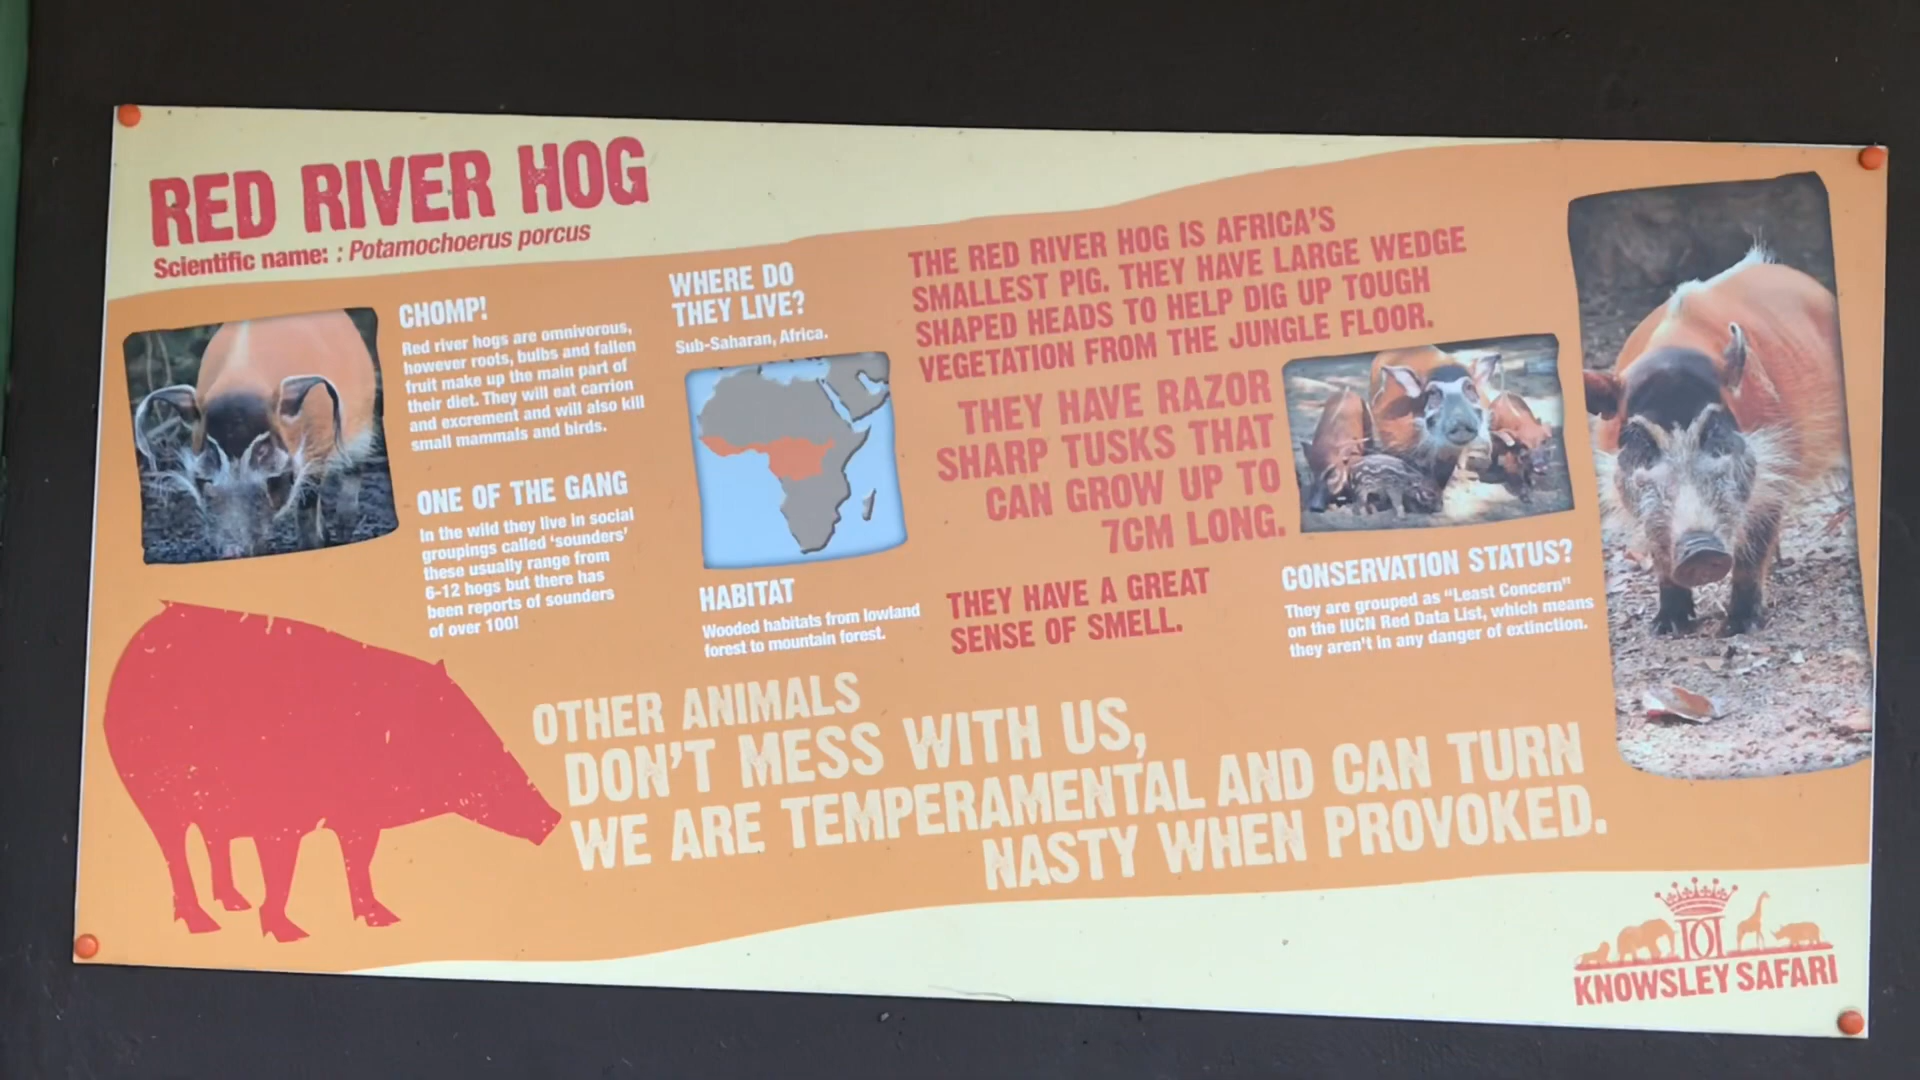 RED RIVER HOG
Scientific name: : Potamochoerus porcus
CHOMP!
Red river hogs are omnivorous,
however roots, bulbs and fallen
fruit make up the main part of
their diet. They will eat carrion
and excrement and will also kill
small mammals and birds.
ONE OF THE GANG
In the wild they live in social
groupings called ‘sounders’
these usually range from
6-12 hogs but there has
been reports of sounders
of over 100!
WHERE DO
THEY LIVE?
Sub-Saharan, Africa.
HABITAT
Wooded habitats from lowland
forest to mountain forest.
THE RED RIVER HOG IS AFRICA'S
SMALLEST PIG. THEY HAVE LARGE WEDGE
SHAPED HEADS TO HELP DIG UP TOUGH
VEGETATION FROM THE JUNGLE FLOOR.
THEY HAVE RAZOR
SHARP TUSKS THAT
CAN GROW UP TO
7CM LONG.
THEY HAVE A GREAT
SENSE OF SMELL.
CONSERVATION STATUS?
They are grouped as “Least Concern”
on the IUCN Red Data List, which means
they aren't in any danger of extinction.
OTHER ANIMALS
DON'T MESS WITH US,
WE ARE TEMPERAMENTAL AND CAN TURN
NASTY WHEN PROVOKED.
KNOWSLEY SAFARI